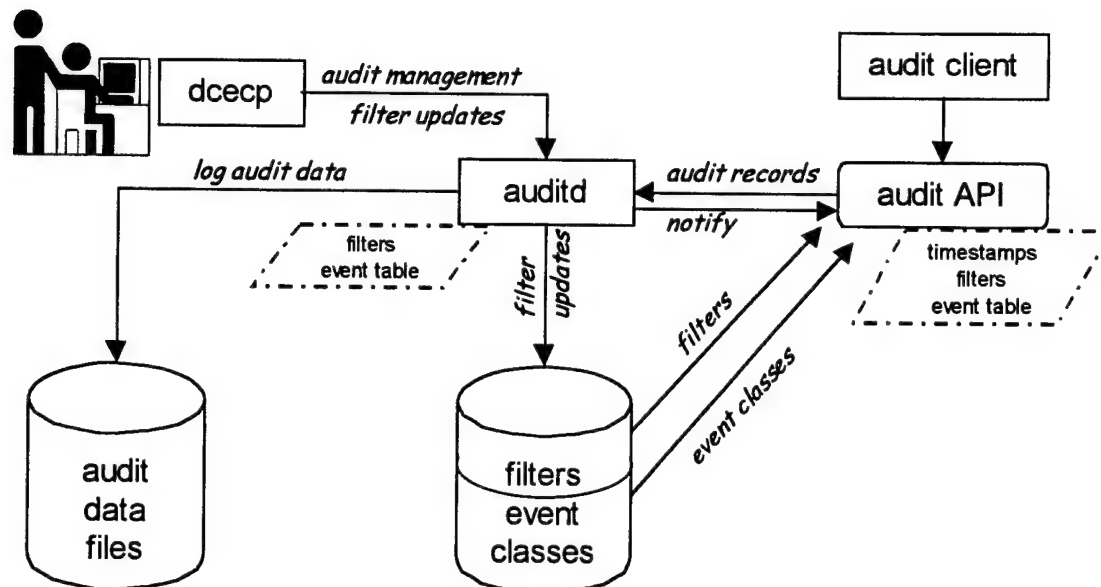 dcecp
audit management
filter updates
audit client
log audit data
auditd
audit records
notify
audit API
filters
event table
filter
updates
timestamps
filters
event table
filters
event classes
audit
data
files
filters
event
classes